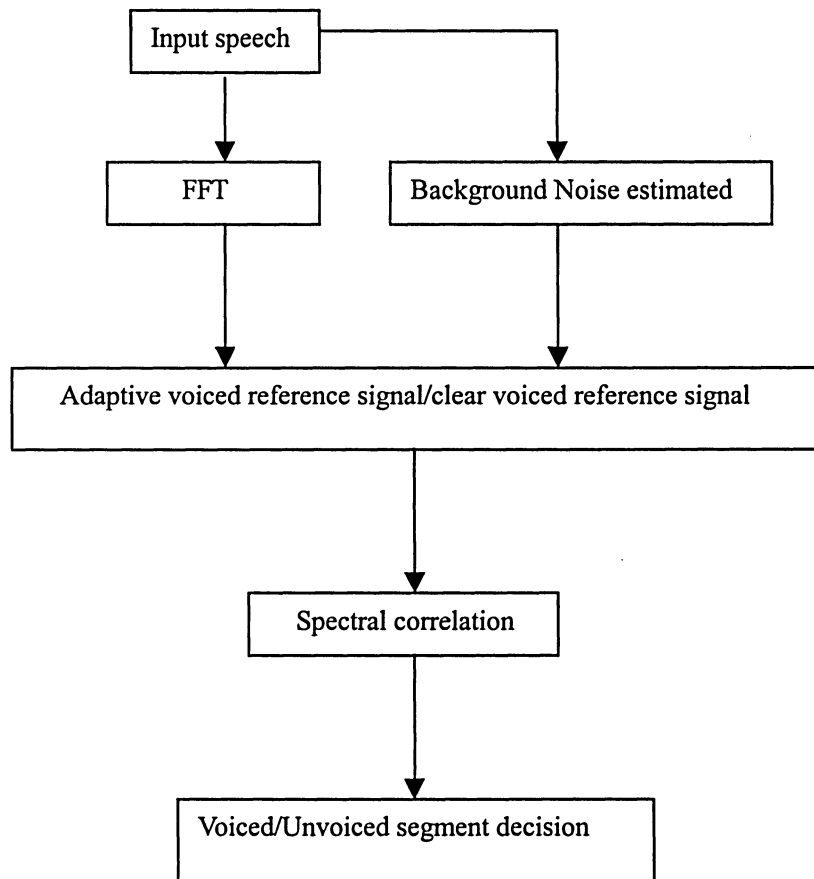 Input speech
FFT
Background Noise estimated
Adaptive voiced reference signal/clear voiced reference signal
Spectral correlation
Voiced/Unvoiced segment decision